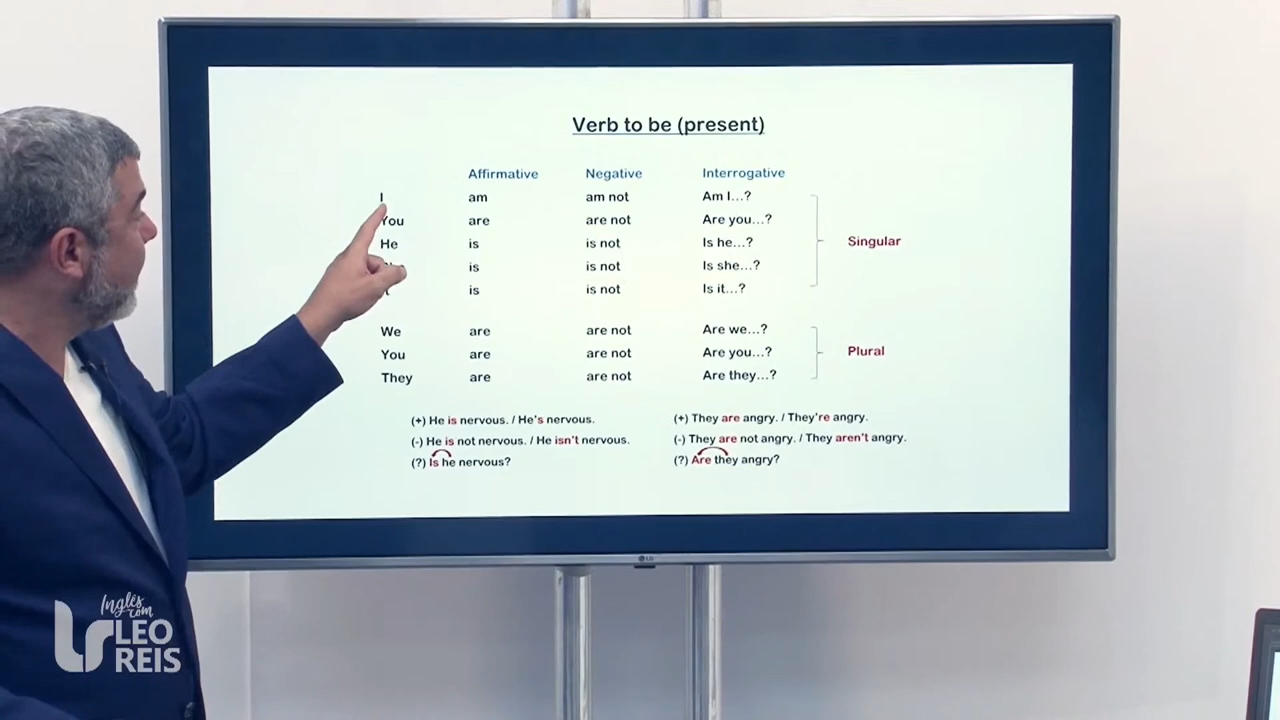 Verb to be (present)
Affirmative Negative Interrogative
I am am not Am I...?
You are are not Are you...?
He is is not Is he...?
is is not Is she...?
is is not Is it...?
Singular
We are are not Are we...?
You are are not Are you...?
They are are not Are they...?
Plural
(+) He is nervous. / He's nervous.
(-) He is not nervous. / He isn't nervous.
(?) Is he nervous?
(+) They are angry. / They're angry.
(-) They are not angry. / They aren't angry.
(?) Are they angry?
LG
Inglês
com
LEO
REIS